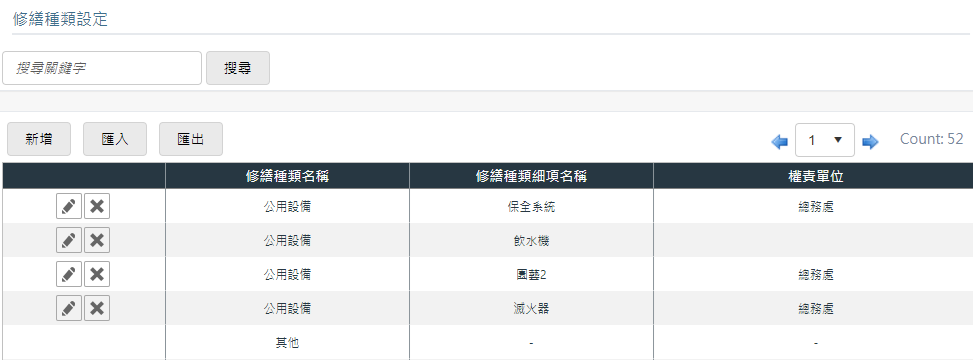 修繕種類設定
搜尋關鍵字 搜尋
新增 匯入 匯出 1 Count: 52
修繕種類名稱 修繕種類細項名稱 權責單位
公用設備 保全系統 總務處
公用設備 飲水機
公用設備 園藝2 總務處
公用設備 滅火器 總務處
其他 - -